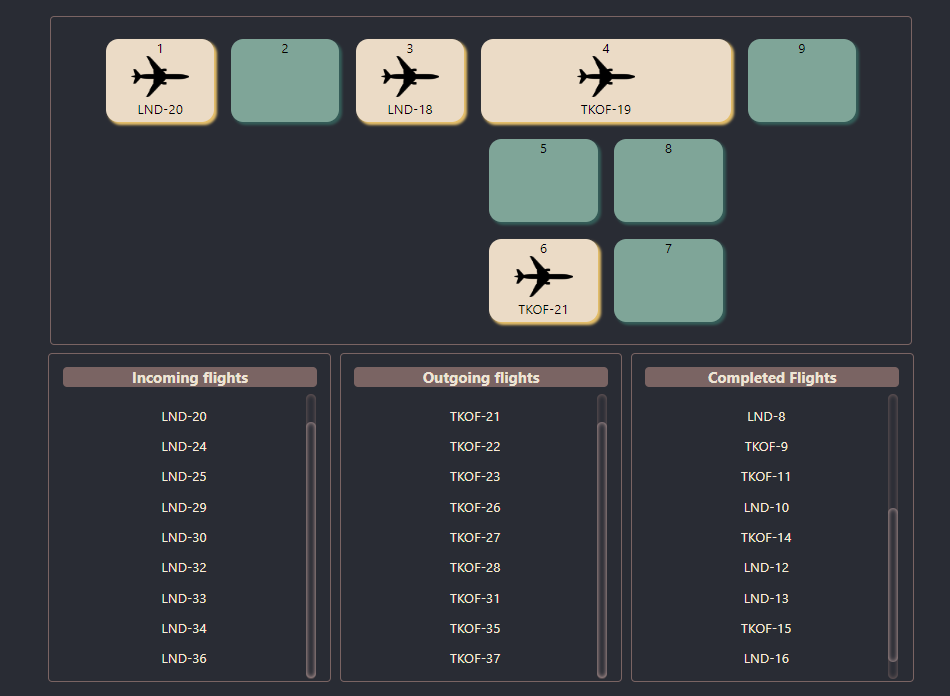 1
2
3
4
9
LND-20
LND-18
TKOF-19
5
8
6
7
TKOF-21
Incoming flights
LND-20
LND-24
LND-25
LND-29
LND-30
LND-32
LND-33
LND-34
LND-36
Outgoing flights
TKOF-21
TKOF-22
TKOF-23
TKOF-26
TKOF-27
TKOF-28
TKOF-31
TKOF-35
TKOF-37
Completed Flights
LND-8
TKOF-9
TKOF-11
LND-10
TKOF-14
LND-12
LND-13
TKOF-15
LND-16